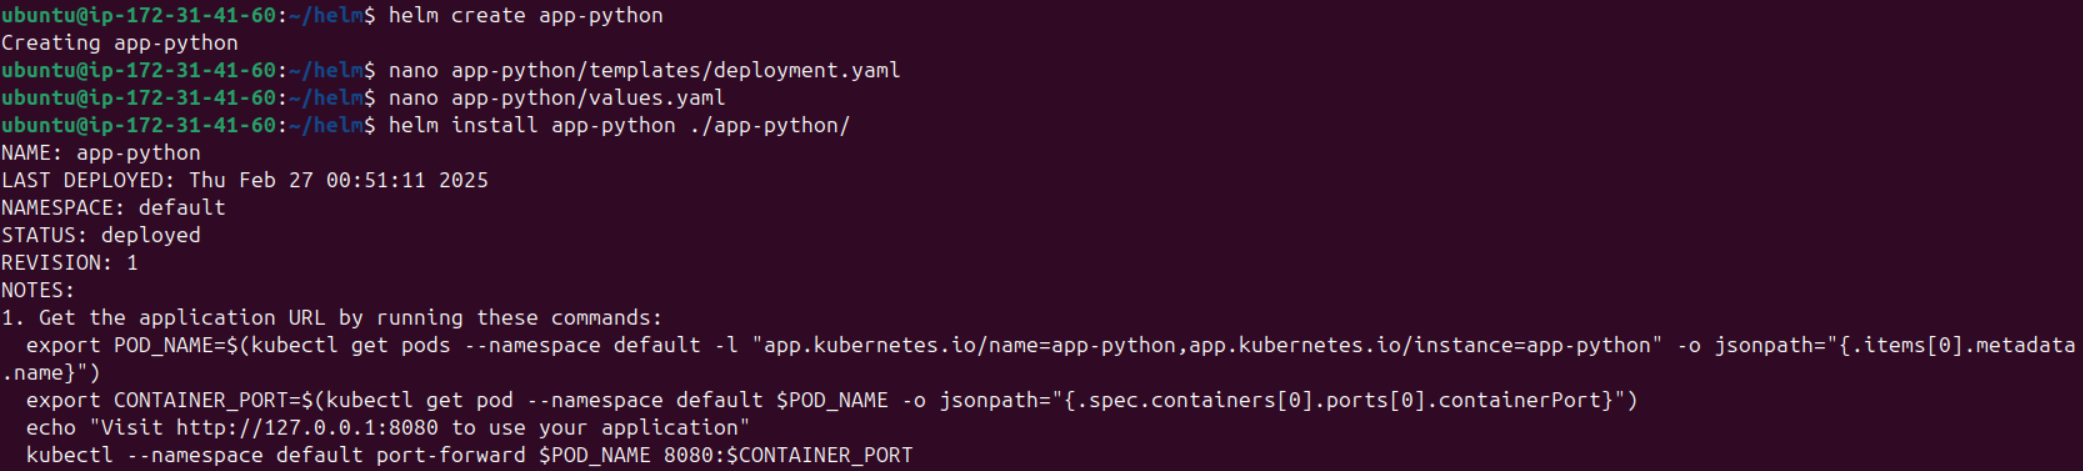 ubuntu@ip-172-31-41-60:~/helm$ helm create app-python
Creating app-python
ubuntu@ip-172-31-41-60:~/helm$ nano app-python/templates/deployment.yaml
ubuntu@ip-172-31-41-60:~/helm$ nano app-python/values.yaml
ubuntu@ip-172-31-41-60:~/helm$ helm install app-python ./app-python/
NAME: app-python
LAST DEPLOYED: Thu Feb 27 00:51:11 2025
NAMESPACE: default
STATUS: deployed
REVISION: 1
NOTES:
1. Get the application URL by running these commands:
  export POD_NAME=$(kubectl get pods --namespace default -l "app.kubernetes.io/name=app-python,app.kubernetes.io/instance=app-python" -o jsonpath="{.items[0].metadata
.name}")
  export CONTAINER_PORT=$(kubectl get pod --namespace default $POD_NAME -o jsonpath="{.spec.containers[0].ports[0].containerPort}")
  echo "Visit http://127.0.0.1:8080 to use your application"
  kubectl --namespace default port-forward $POD_NAME 8080:$CONTAINER_PORT